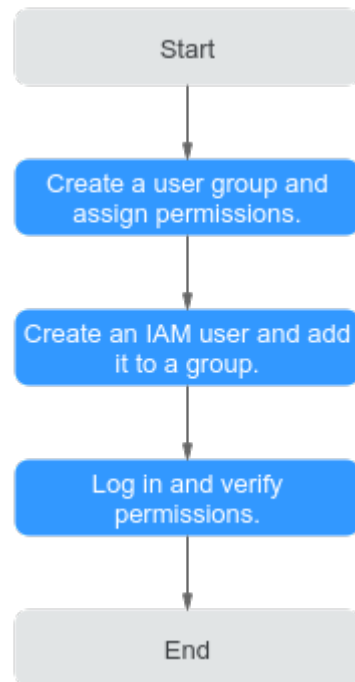 Start
Create a user group and
assign permissions.
Create an IAM user and add
it to a group.
Log in and verify
permissions.
End